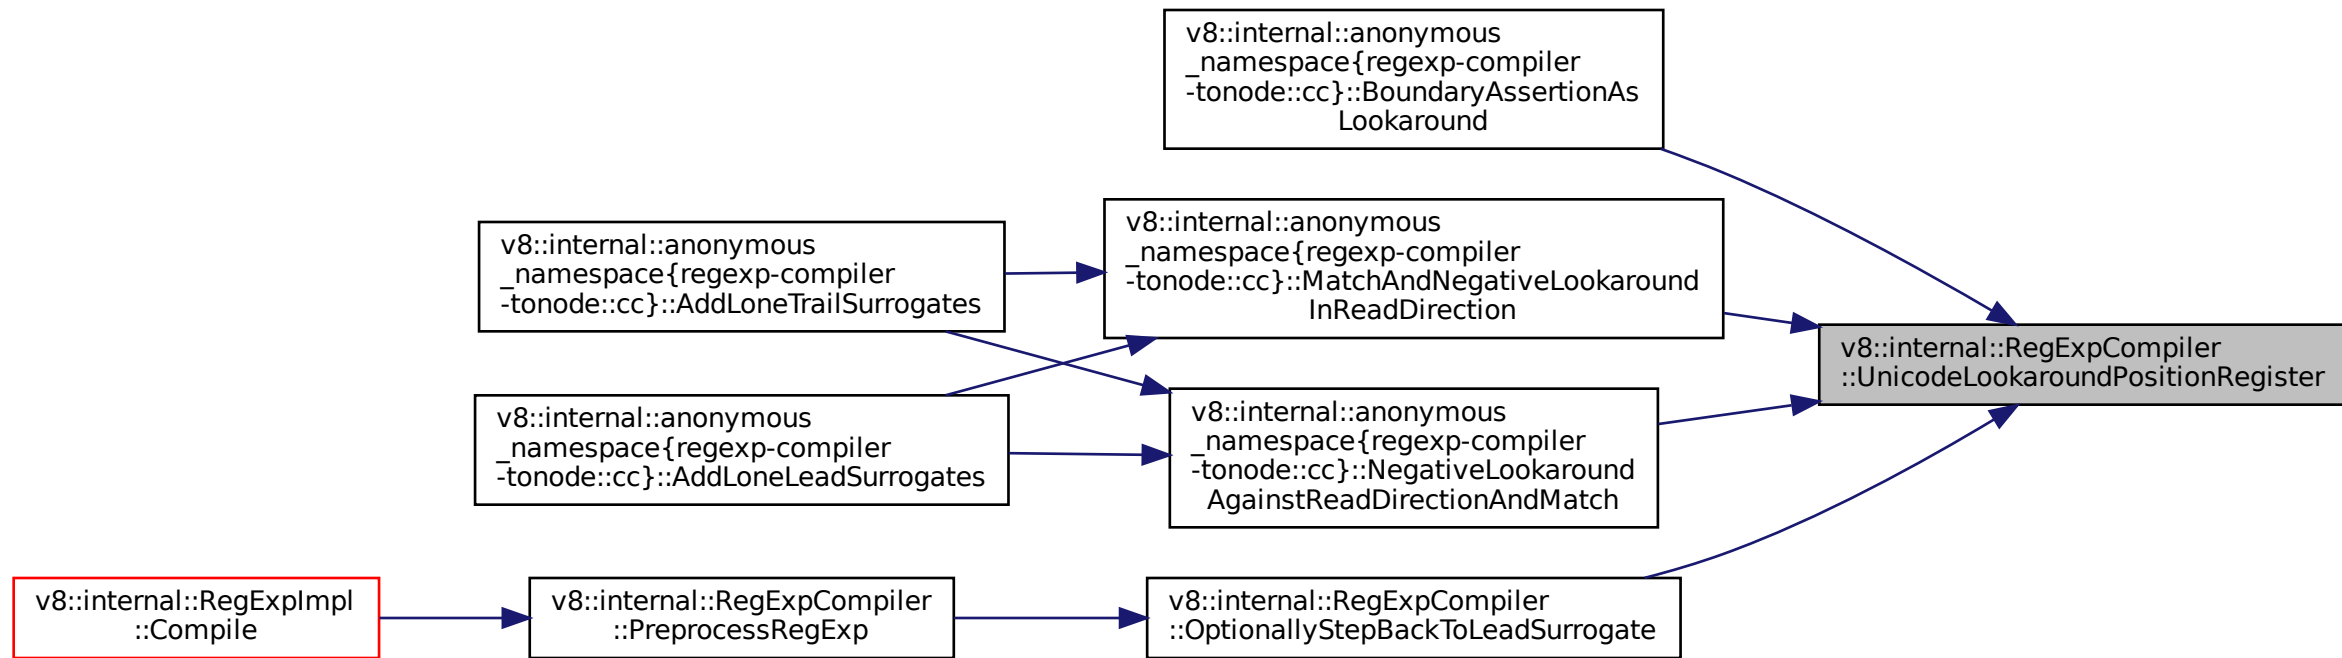 v8::internal::anonymous
_namespace{regexp-compiler
-tonode::cc}::BoundaryAssertionAs
Lookaround
v8::internal::anonymous
_namespace{regexp-compiler
-tonode::cc}::MatchAndNegativeLookaround
InReadDirection
v8::internal::anonymous
_namespace{regexp-compiler
-tonode::cc}::AddLoneTrailSurrogates
v8::internal::RegExpCompiler
::UnicodeLookaroundPositionRegister
v8::internal::anonymous
_namespace{regexp-compiler
-tonode::cc}::AddLoneLeadSurrogates
v8::internal::anonymous
_namespace{regexp-compiler
-tonode::cc}::NegativeLookaround
AgainstReadDirectionAndMatch
v8::internal::RegExpImpl
::Compile
v8::internal::RegExpCompiler
::PreprocessRegExp
v8::internal::RegExpCompiler
::OptionallyStepBackToLeadSurrogate